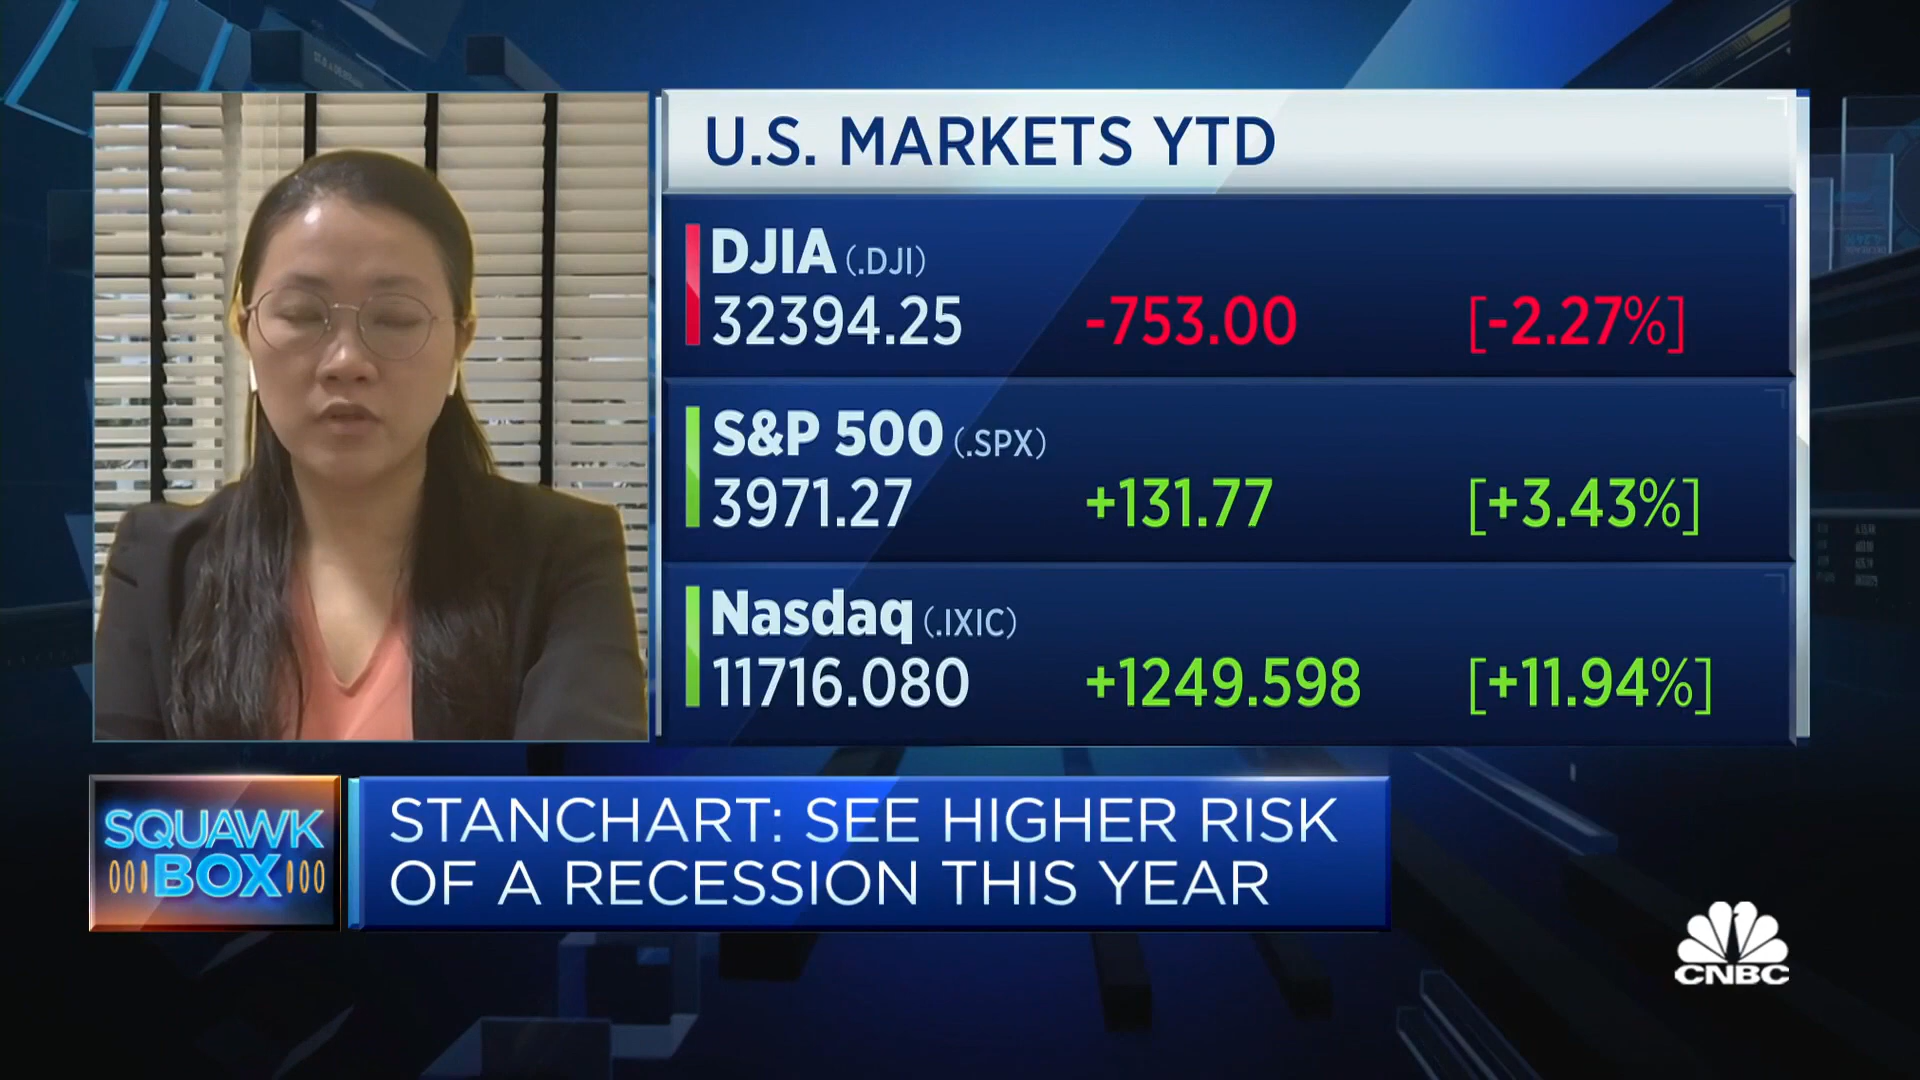 U.S. MARKETS YTD
DJIA (.DJI)
32394.25 -753.00 [-2.27%]
S&P 500 (.SPX)
3971.27 +131.77 [+3.43%]
Nasdaq (.IXIC)
11716.080 +1249.598 [+11.94%]
SQUAWK
BOX
STANCHART: SEE HIGHER RISK
OF A RECESSION THIS YEAR
CNBC